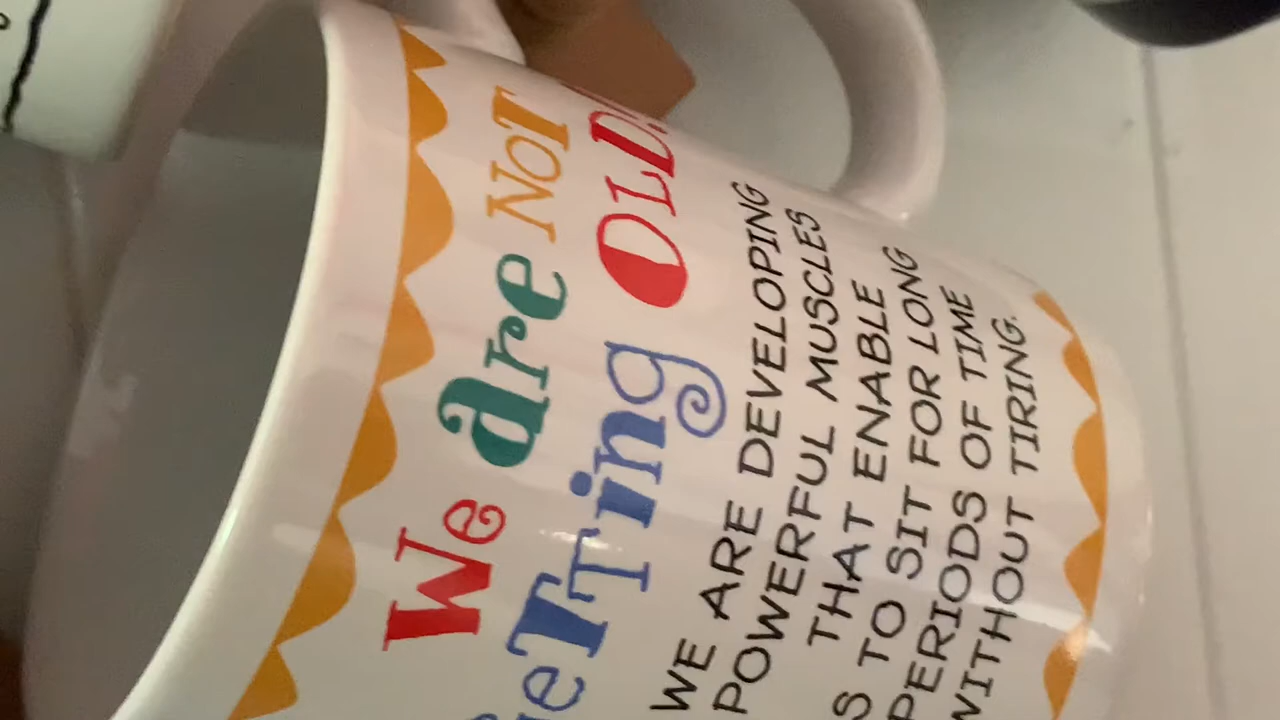 We are NOT
GeTTing OLD!
WE ARE DEVELOPING
POWERFUL MUSCLES
THAT ENABLE
S TO SIT FOR LONG
PERIODS OF TIME
WITHOUT TIRING.